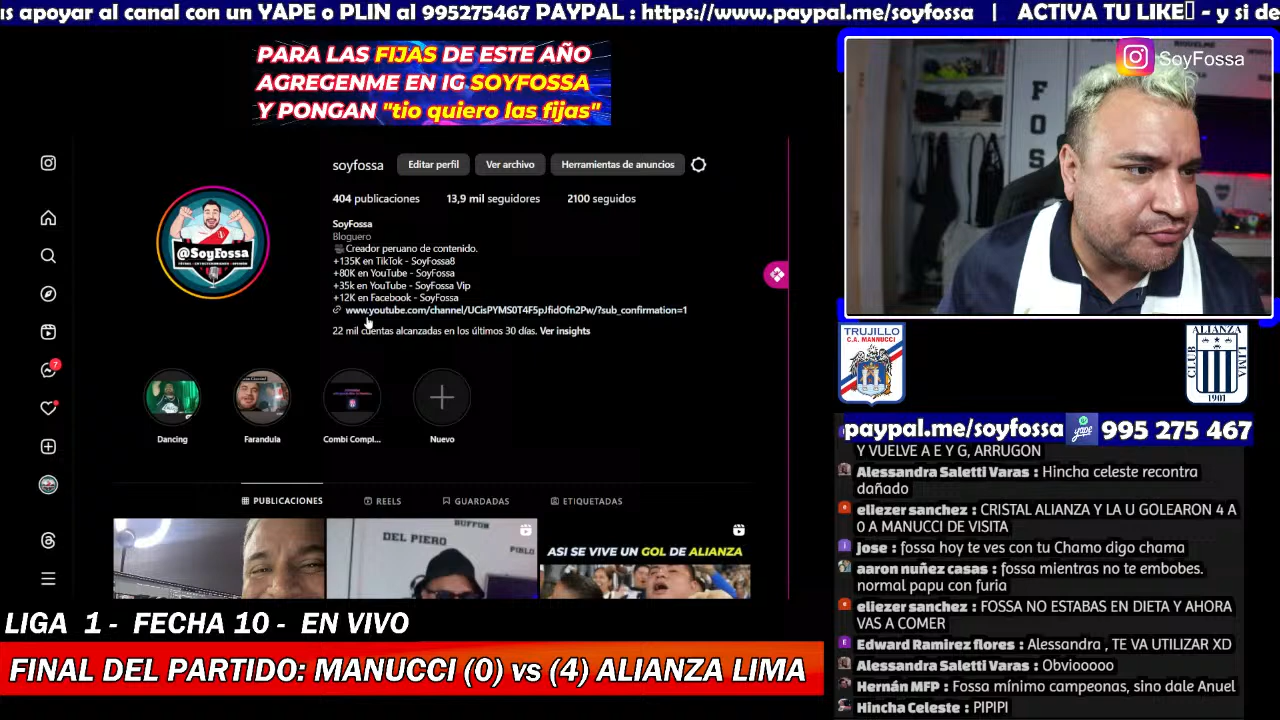 ıs apoyar al canal con un YAPE o PLIN al 995275467 PAYPAL : https://www.paypal.me/soyfossa | ACTIVA TU LIKE - y si de
PARA LAS FIJAS DE ESTE AÑO
AGREGENME EN IG SOYFOSSA
Y PONGAN "tio quiero las fijas"
SoyFossa
FOS
soyfossa Editar perfil Ver archivo Herramientas de anuncios
404 publicaciones 13,9 mil seguidores 2100 seguidos
SoyFossa
Bloguero
Creador peruano de contenido.
+135K en TikTok - SoyFossa8
+80K en YouTube - SoyFossa
+35k en YouTube - SoyFossa Vip
+12K en Facebook - SoyFossa
www.youtube.com/channel/UCisPYMS0T4F5pJfidOfn2Pw/?sub_confirmation=1
22 mil cuentas alcanzadas en los últimos 30 días. Ver insights
@SoyFossa
7
Dancing Farandula Combi Compl... Nuevo
PUBLICACIONES REELS GUARDADAS ETIQUETADAS
BUFFON
DEL PIERO
ASI SE VIVE UN GOL DE ALIANZA
TRUJILLO
C.A. MANNUCCI
CLUB ALIANZA LIMA
1901
paypal.me/soyfossa yape 995 275 467
Y VUELVE A E Y G, ARRUGON
Alessandra Saletti Varas : Hincha celeste recontra
dañado
eliezer sanchez : CRISTAL ALIANZA Y LA U GOLEARON 4 A
0 A MANUCCI DE VISITA
jose : fossa hoy te ves con tu Chamo digo chama
aaron nuñez casas : fossa mientras no te embobes.
normal papu con furia
eliezer sanchez : FOSSA NO ESTABAS EN DIETA Y AHORA
VAS A COMER
Edward Ramirez flores : Alessandra , TE VA UTILIZAR XD
Alessandra Saletti Varas : Obviooooo
Hernán MFP : Fossa mínimo campeonas, sino dale Anuel
Hincha Celeste : PIPIPI
LIGA 1 - FECHA 10 - EN VIVO
FINAL DEL PARTIDO: MANUCCI (0) vs (4) ALIANZA LIMA